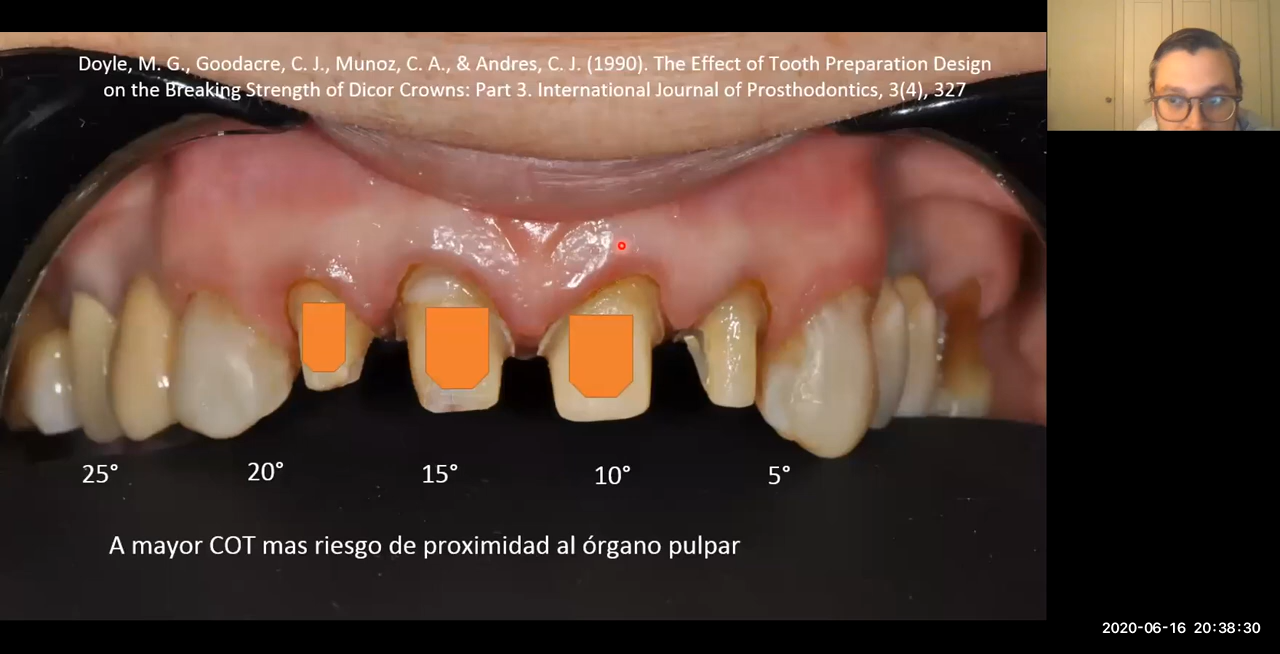 Doyle, M. G., Goodacre, C. J., Munoz, C. A., & Andres, C. J. (1990). The Effect of Tooth Preparation Design
on the Breaking Strength of Dicor Crowns: Part 3. International Journal of Prosthodontics, 3(4), 327
25° 20° 15° 10° 5°
A mayor COT mas riesgo de proximidad al órgano pulpar
2020-06-16 20:38:30